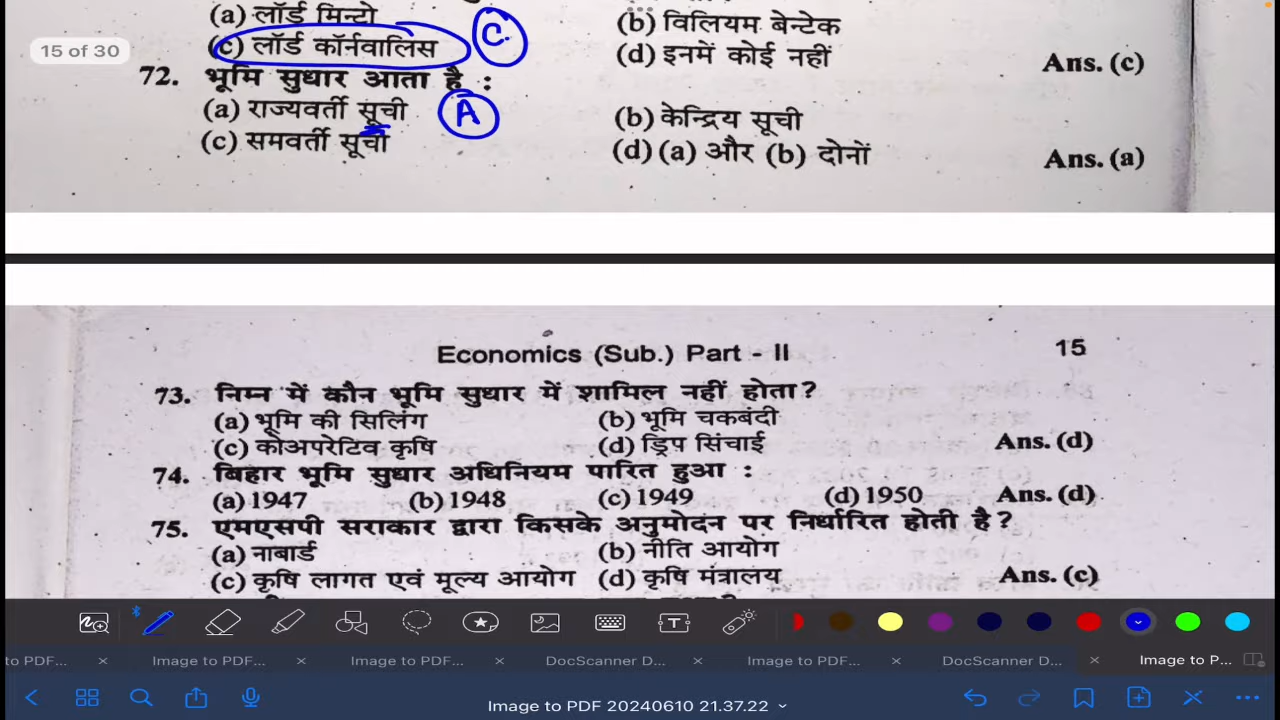 (a) लॉर्ड मिन्टो
(b) विलियम बेन्टेक
15 of 30
(c) लॉर्ड कॉर्नवालिस
C
(d) इनमें कोई नहीं
Ans. (c)
72. भूमि सुधार आता है :
(a) राज्यवर्ती सूची
A
(b) केन्द्रिय सूची
(c) समवर्ती सूची
(d) (a) और (b) दोनों
Ans. (a)
Economics (Sub.) Part - II
15
73. निम्न में कौन भूमि सुधार में शामिल नहीं होता?
(a) भूमि की सिलिंग
(b) भूमि चकबंदी
(c) कोअपरेटिव कृषि
(d) ड्रिप सिंचाई
Ans. (d)
74. बिहार भूमि सुधार अधिनियम पारित हुआ :
(a) 1947 (b) 1948 (c) 1949 (d) 1950 Ans. (d)
75. एमएसपी सराकार द्वारा किसके अनुमोदन पर निर्धारित होती है?
(a) नाबार्ड
(b) नीति आयोग
(c) कृषि लागत एवं मूल्य आयोग (d) कृषि मंत्रालय
Ans. (c)
to PDF...
Image to PDF...
Image to PDF...
DocScanner D...
Image to PDF...
DocScanner D...
Image to P...
Image to PDF 20240610 21.37.22